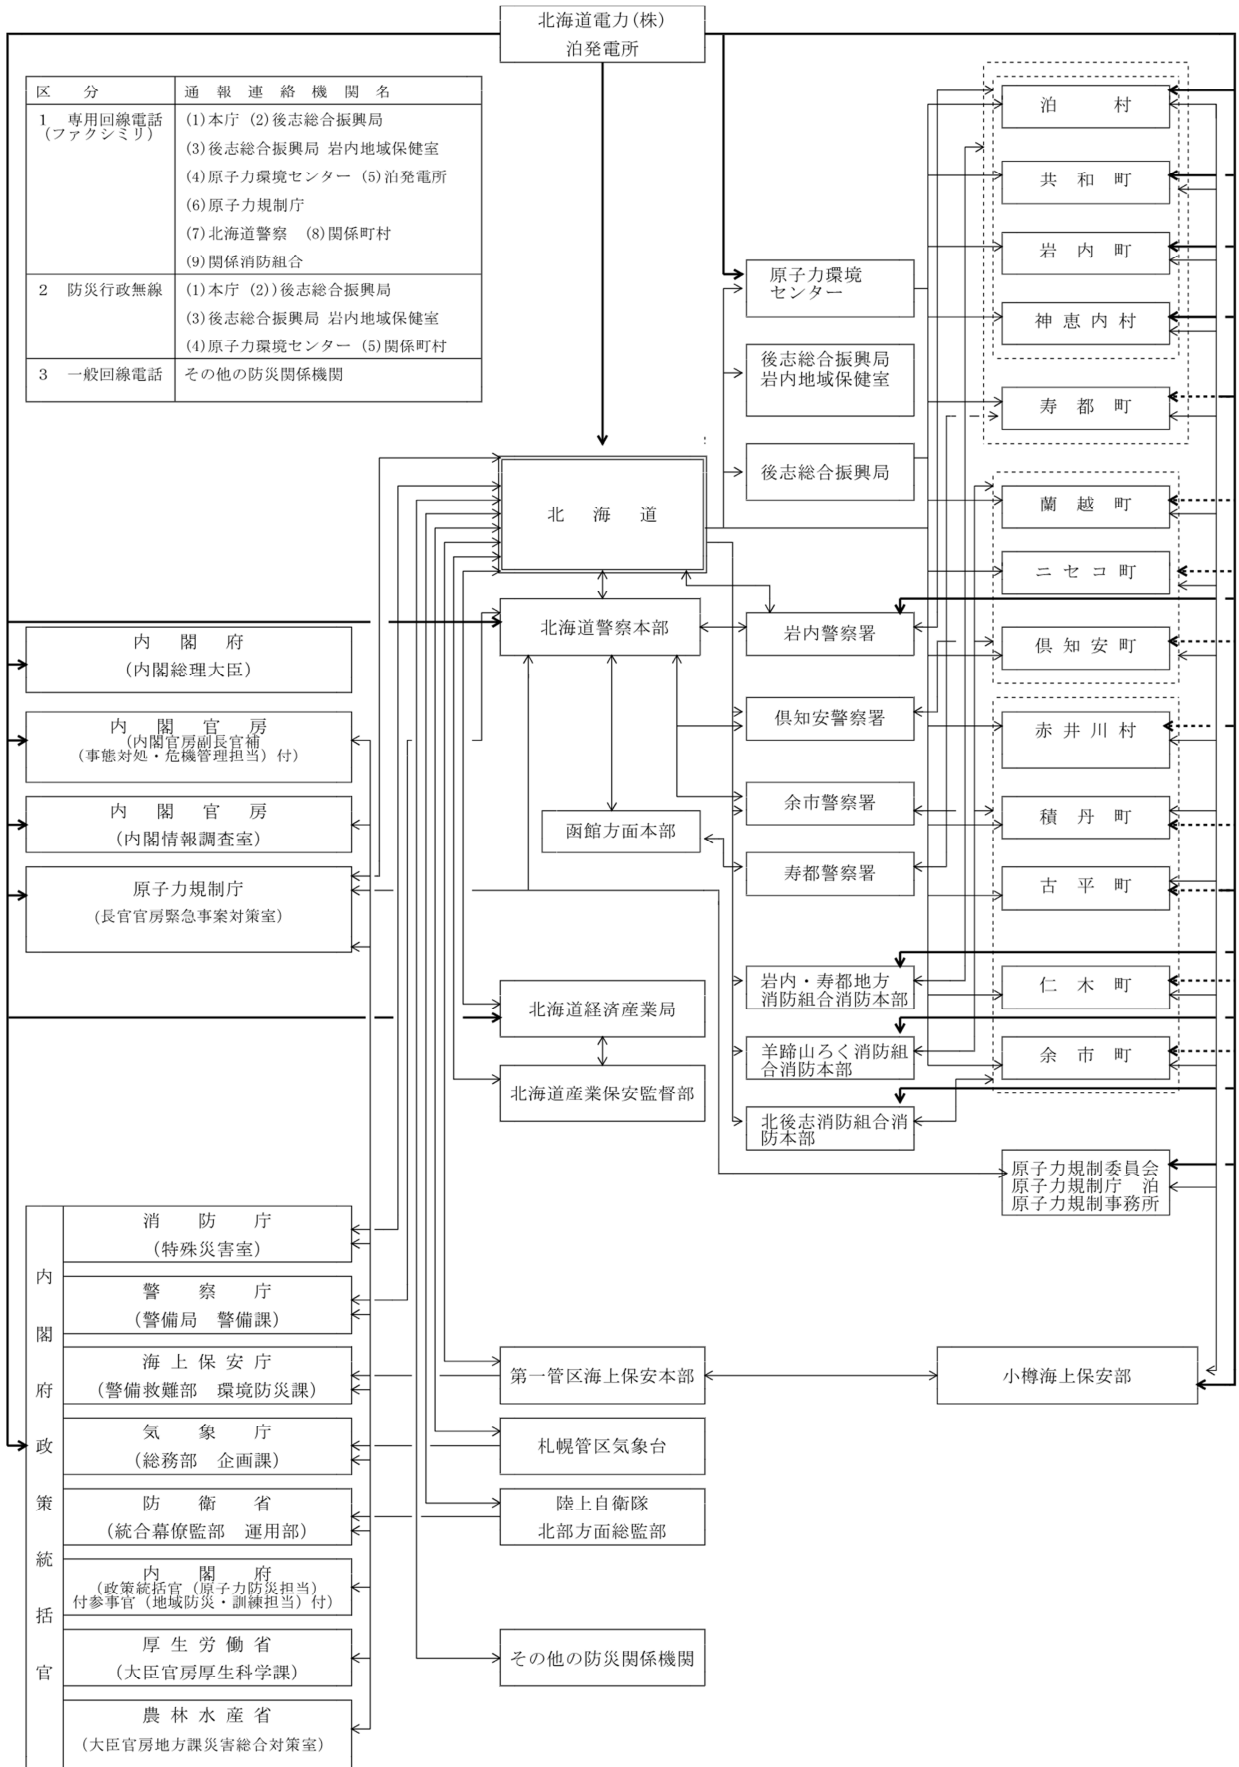 北海道電力(株)
泊発電所
区　分　通報連絡機関名
1　専用回線電話
(ファクシミリ)
(1)本庁 (2)後志総合振興局
(3)後志総合振興局 岩内地域保健室
(4)原子力環境センター (5)泊発電所
(6)原子力規制庁
(7)北海道警察　(8)関係町村
(9)関係消防組合
2　防災行政無線
(1)本庁 (2))後志総合振興局
(3)後志総合振興局 岩内地域保健室
(4)原子力環境センター (5)関係町村
3　一般回線電話　その他の防災関係機関
泊　村
共和町
岩内町
神恵内村
寿都町
蘭越町
ニセコ町
倶知安町
赤井川村
積丹町
古平町
仁木町
余市町
原子力規制委員会
原子力規制庁　泊
原子力規制事務所
小樽海上保安部
原子力環境
センター
後志総合振興局
岩内地域保健室
後志総合振興局
岩内警察署
倶知安警察署
余市警察署
寿都警察署
岩内・寿都地方
消防組合消防本部
羊蹄山ろく消防組
合消防本部
北後志消防組合消
防本部
北海道
北海道警察本部
函館方面本部
北海道経済産業局
北海道産業保安監督部
第一管区海上保安本部
札幌管区気象台
陸上自衛隊
北部方面総監部
その他の防災関係機関
内閣府
(内閣総理大臣)
内閣官房
(内閣官房副長官補
(事態対処・危機管理担当)付)
内閣官房
(内閣情報調査室)
原子力規制庁
(長官官房緊急事案対策室)
内閣府政策統括官
消防庁
(特殊災害室)
警察庁
(警備局　警備課)
海上保安庁
(警備救難部　環境防災課)
気象庁
(総務部　企画課)
防衛省
(統合幕僚監部　運用部)
内閣府
(政策統括官(原子力防災担当)
付参事官(地域防災・訓練担当)付)
厚生労働省
(大臣官房厚生科学課)
農林水産省
(大臣官房地方課災害総合対策室)